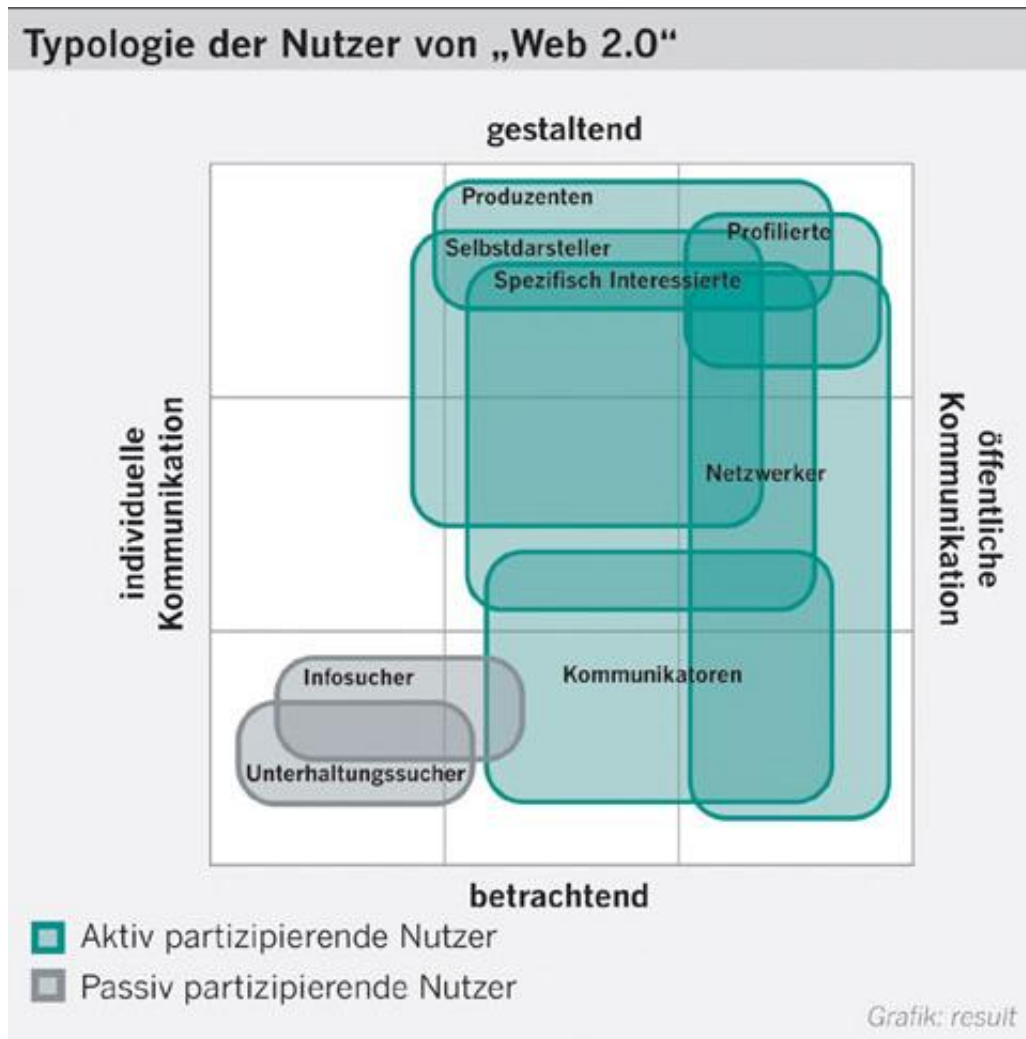 Typologie der Nutzer von „Web 2.0“
gestaltend
Produzenten
Profilierte
Selbstdarsteller
Spezifisch Interessierte
individuelle
Kommunikation
öffentliche
Kommunikation
Netzwerker
Infosucher
Kommunikatoren
Unterhaltungssucher
betrachtend
Aktiv partizipierende Nutzer
Passiv partizipierende Nutzer
Grafik: result